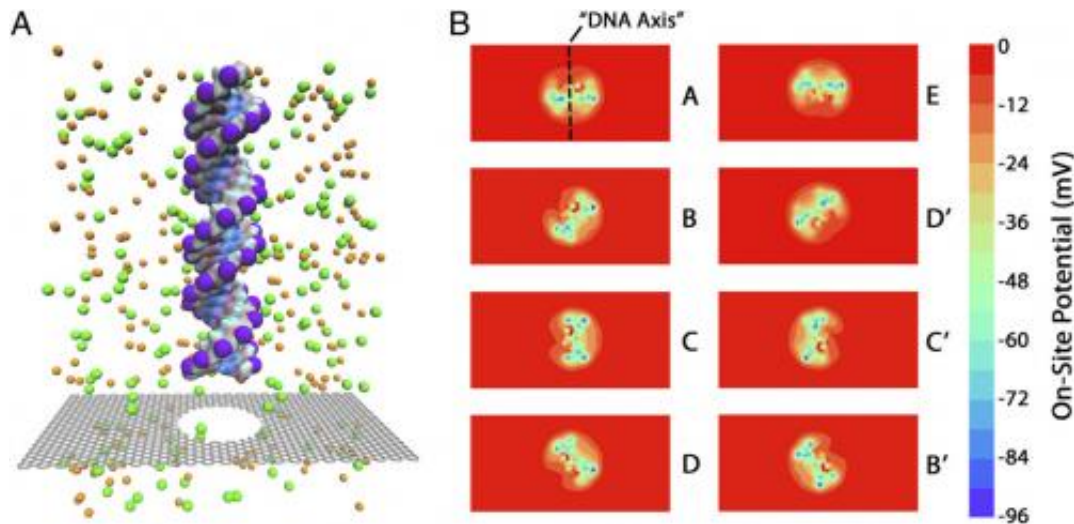 A
B
"DNA Axis"
A
E
B
D'
C
C'
D
B'
0
-12
-24
-36
-48
-60
-72
-84
-96
On-Site Potential (mV)